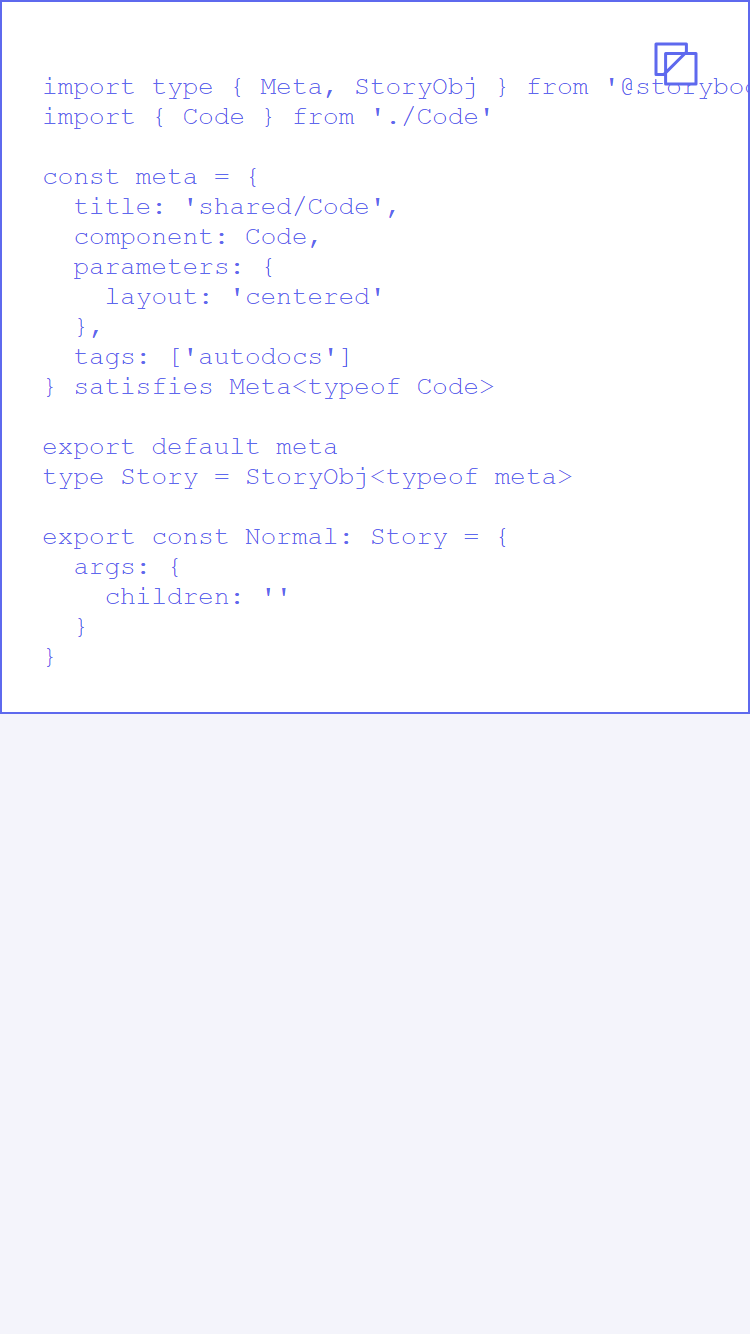 import type { Meta, StoryObj } from
import { Code } from './Code'
const meta = {
  title: 'shared/Code',
  component: Code,
  parameters: {
    layout: 'centered'
  },
  tags: ['autodocs']
} satisfies Meta<typeof Code>
export default meta
type Story = StoryObj<typeof meta>
export const Normal: Story = {
  args: {
    children: ''
  }
}